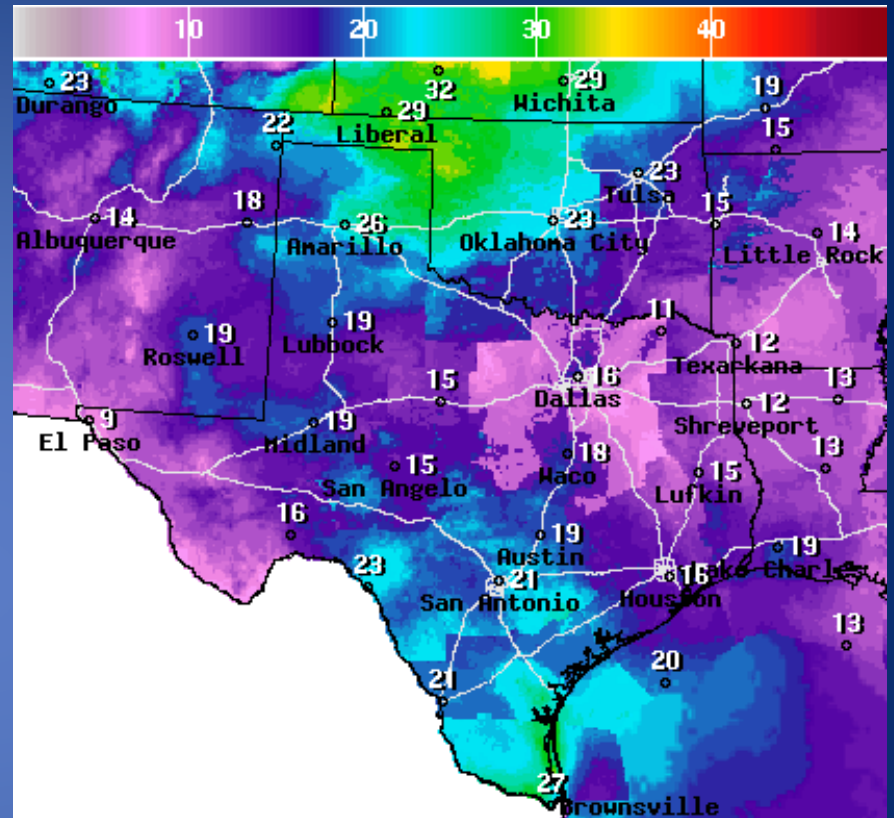 10 20 30 40
32
23 29 29
Durango Liberal Wichita 19
22 15
23
Tulsa
14 18 26 23 15 14
Albuquerque Amarillo Oklahoma City Little Rock
19 19 11
Roswell Lubbock 12
Texarkana
16
Dallas
15 12 13
Shreveport
9 19
El Paso Midland
18
Waco
15 15 13
San Angelo Lufkin
16 19 19
Austin Lake Charles
23 21 16
San Antonio Houston
13
20
21
27
Brownsville